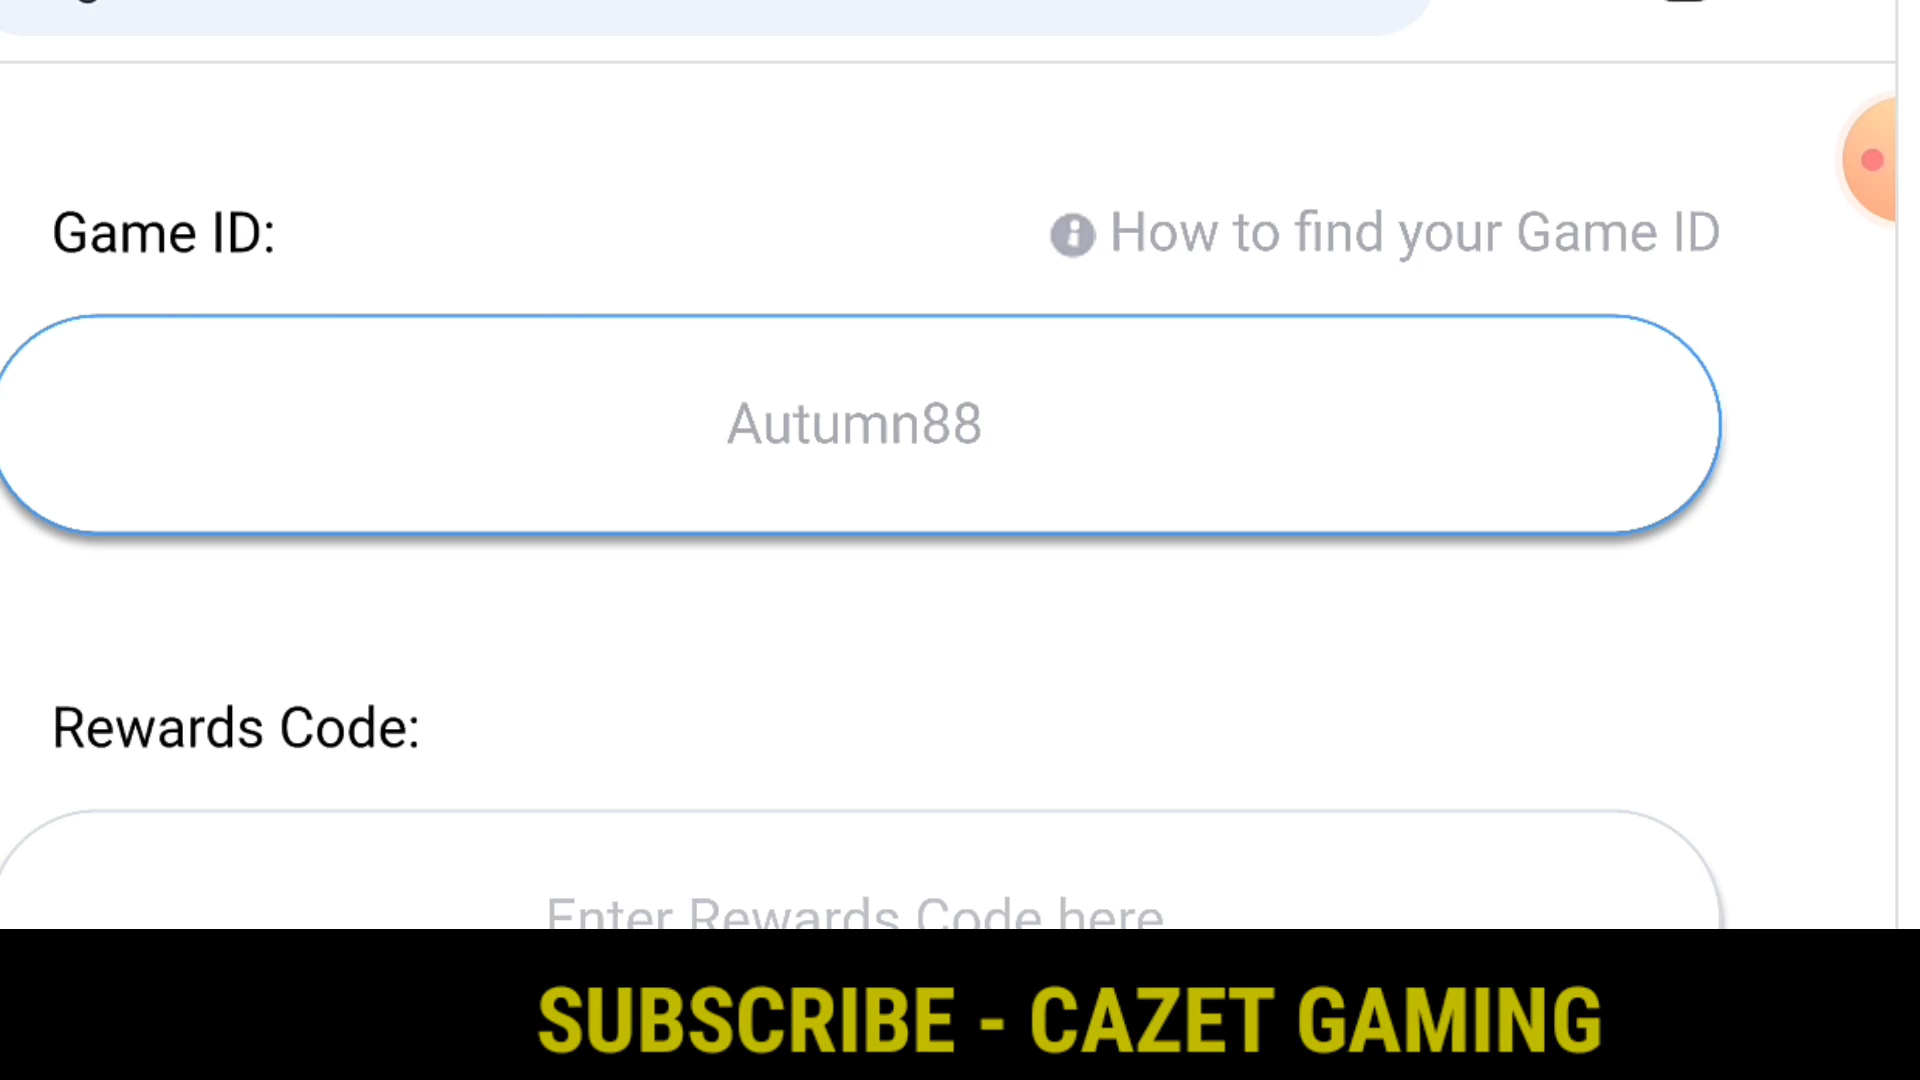 Game ID:
How to find your Game ID
Autumn88
Rewards Code:
Enter Rewards Code here
SUBSCRIBE - CAZET GAMING